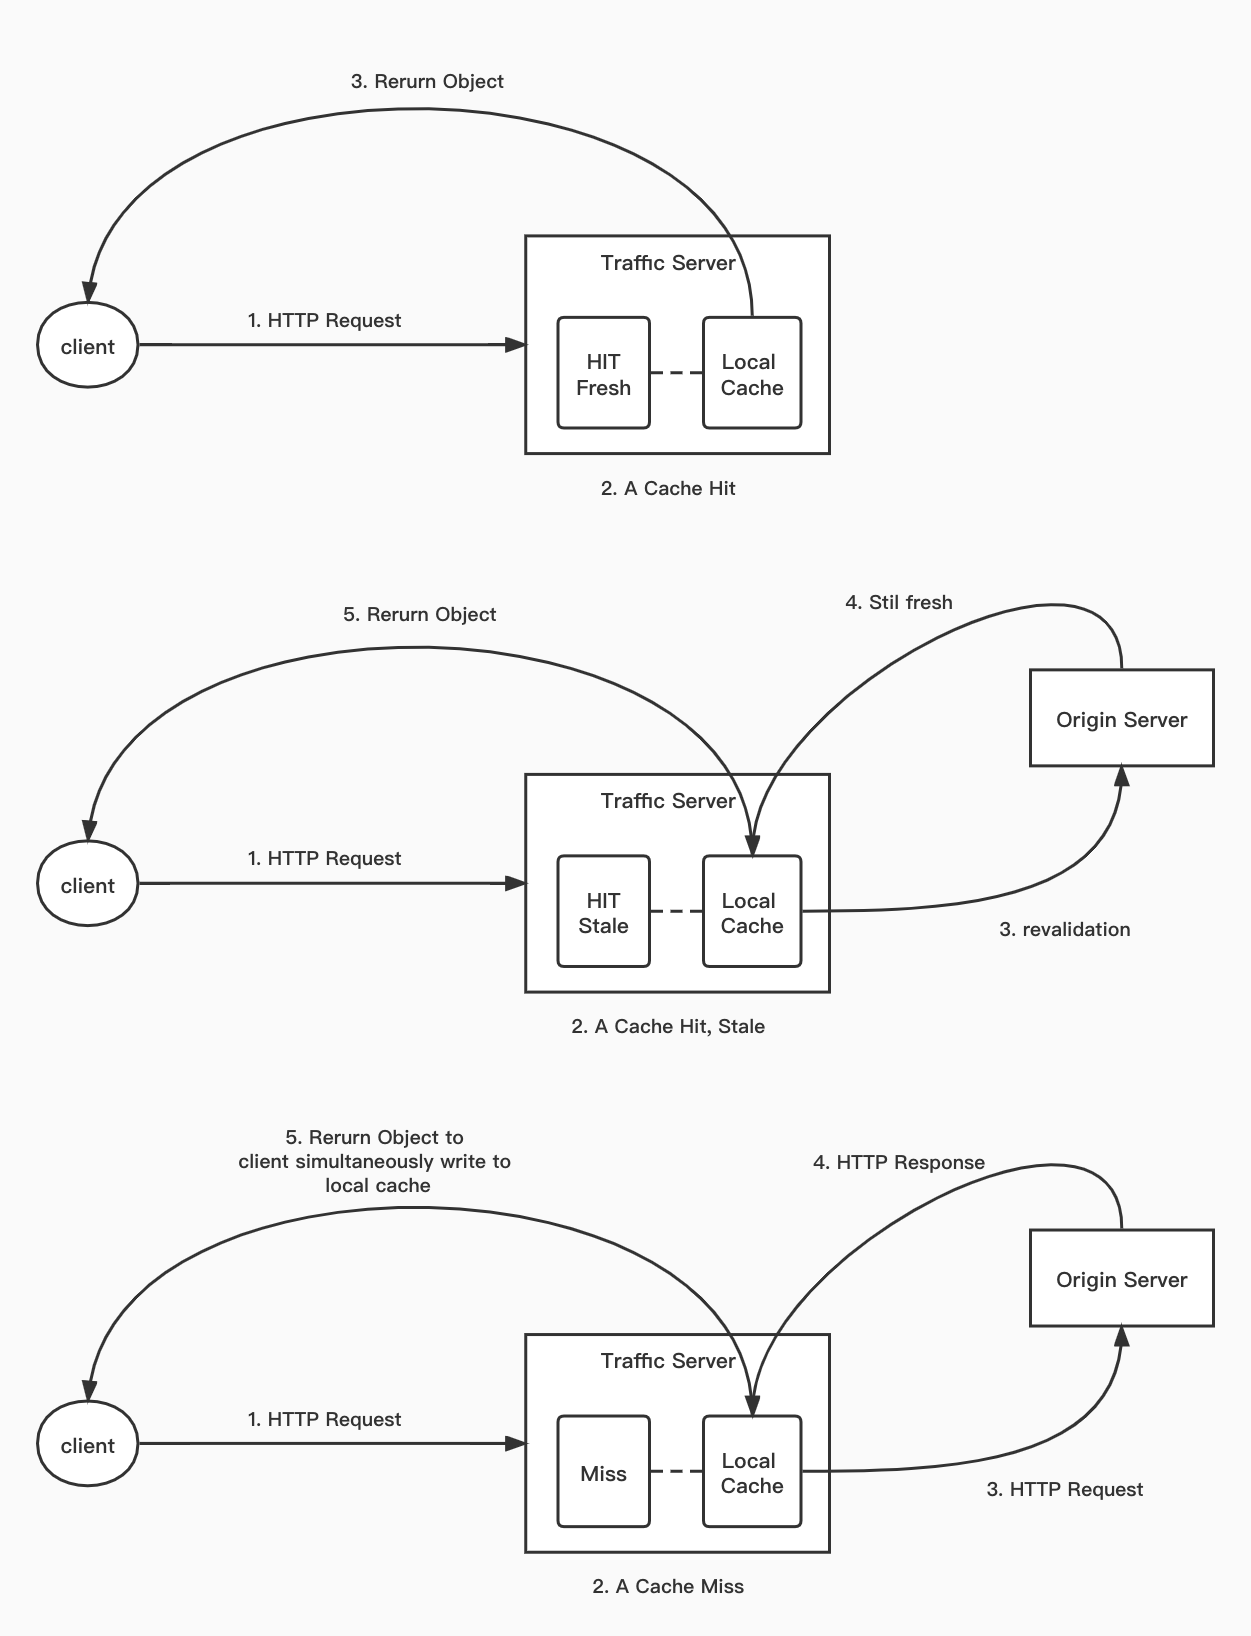 3. Rerurn Object
Traffic Server
client
1. HTTP Request
HIT
Fresh
Local
Cache
2. A Cache Hit
5. Rerurn Object
4. Stil fresh
Origin Server
Traffic Server
client
1. HTTP Request
HIT
Stale
Local
Cache
3. revalidation
2. A Cache Hit, Stale
5. Rerurn Object to
client simultaneously write to
local cache
4. HTTP Response
Origin Server
Traffic Server
client
1. HTTP Request
Miss
Local
Cache
3. HTTP Request
2. A Cache Miss